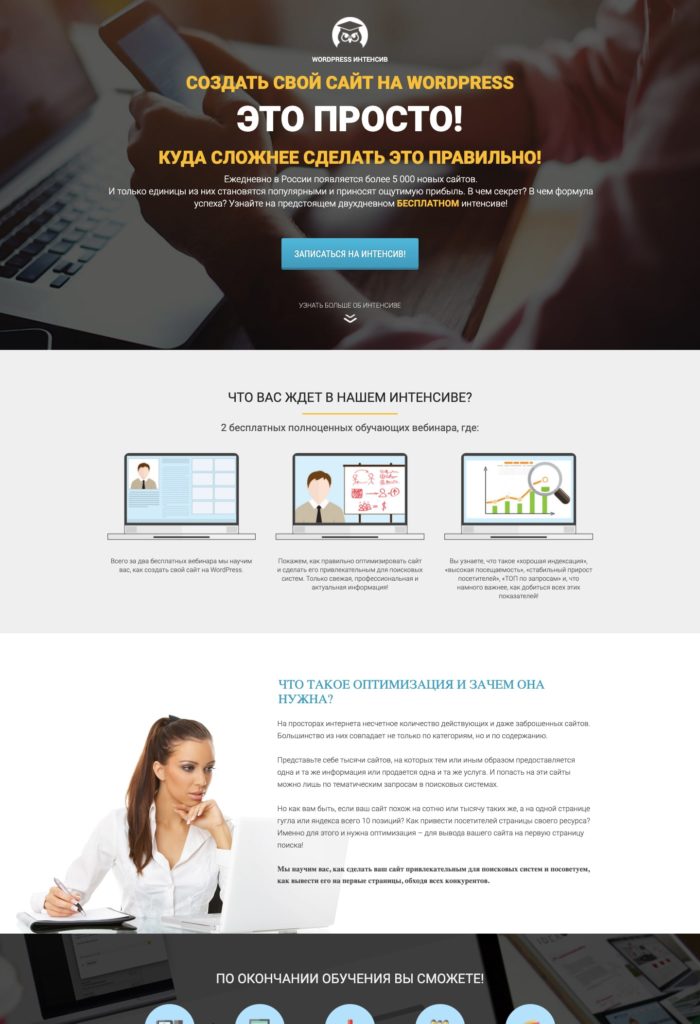 WORDPRESS ИНТЕНСИВ
СОЗДАТЬ СВОЙ САЙТ НА WORDPRESS
ЭТО ПРОСТО!
КУДА СЛОЖНЕЕ СДЕЛАТЬ ЭТО ПРАВИЛЬНО!
Ежедневно в России появляется более 5 000 новых сайтов.
И только единицы из них становятся популярными и приносят ощутимую прибыль. В чем секрет? В чем формула
успеха? Узнайте на предстоящем двухдневном БЕСПЛАТНОМ интенсиве!
ЗАПИСАТЬСЯ НА ИНТЕНСИВ!
УЗНАТЬ БОЛЬШЕ ОБ ИНТЕНСИВЕ
ЧТО ВАС ЖДЕТ В НАШЕМ ИНТЕНСИВЕ?
2 бесплатных полноценных обучающих вебинара, где:
Всего за два бесплатных вебинара мы научим
вас, как создать свой сайт на WordPress.
Покажем, как правильно оптимизировать сайт
и сделать его привлекательным для поисковых
систем. Только свежая, профессиональная и
актуальная информация!
Вы узнаете, что такое «хорошая индексация»,
«высокая посещаемость», «стабильный прирост
посетителей», «ТОП по запросам» и, что
намного важнее, как добиться всех этих
показателей!
ЧТО ТАКОЕ ОПТИМИЗАЦИЯ И ЗАЧЕМ ОНА
НУЖНА?
На просторах интернета несчетное количество действующих и даже заброшенных сайтов.
Большинство из них совпадает не только по категориям, но и по содержанию.
Представьте себе тысячи сайтов, на которых тем или иным образом предоставляется
одна и та же информация или продается одна и та же услуга. И попасть на эти сайты
можно лишь по тематическим запросам в поисковых системах.
Но как вам быть, если ваш сайт похож на сотню или тысячу таких же, а на одной странице
гугла или яндекса всего 10 позиций? Как привести посетителей страницы своего ресурса?
Именно для этого и нужна оптимизация – для вывода вашего сайта на первую страницу
поиска!
Мы научим вас, как сделать ваш сайт привлекательным для поисковых систем и посоветуем,
как вывести его на первые страницы, обходя всех конкурентов.
ПО ОКОНЧАНИИ ОБУЧЕНИЯ ВЫ СМОЖЕТЕ!